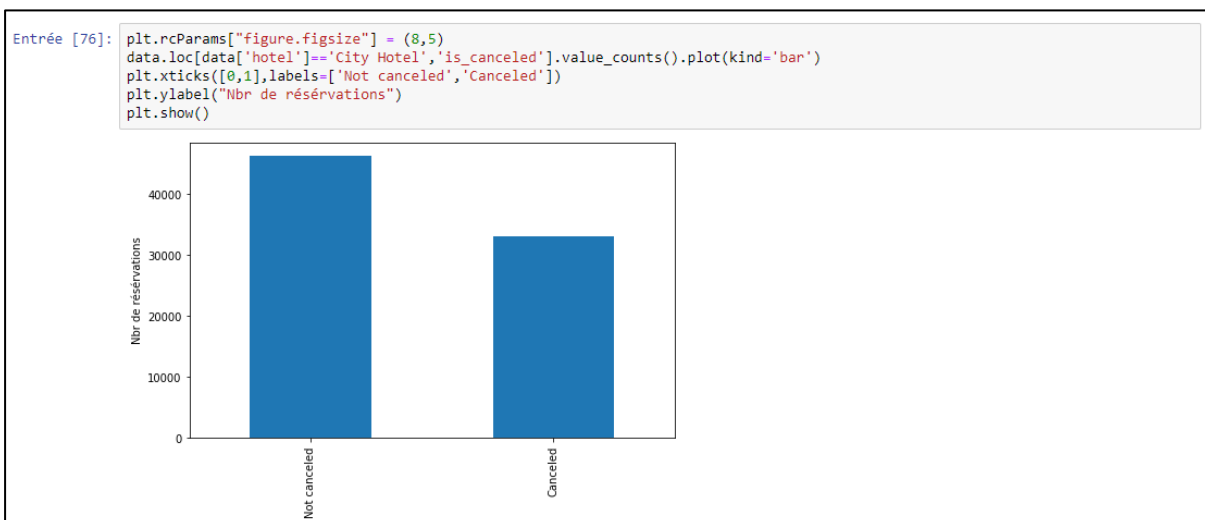 Entrée [76]: plt.rcParams["figure.figsize"] = (8,5)
data.loc[data['hotel']=='City Hotel','is_canceled'].value_counts().plot(kind='bar')
plt.xticks([0,1],labels=['Not canceled','Canceled'])
plt.ylabel("Nbr de résérvations")
plt.show()
40000
30000
20000
10000
0
Nbr de résérvations
Not canceled
Canceled